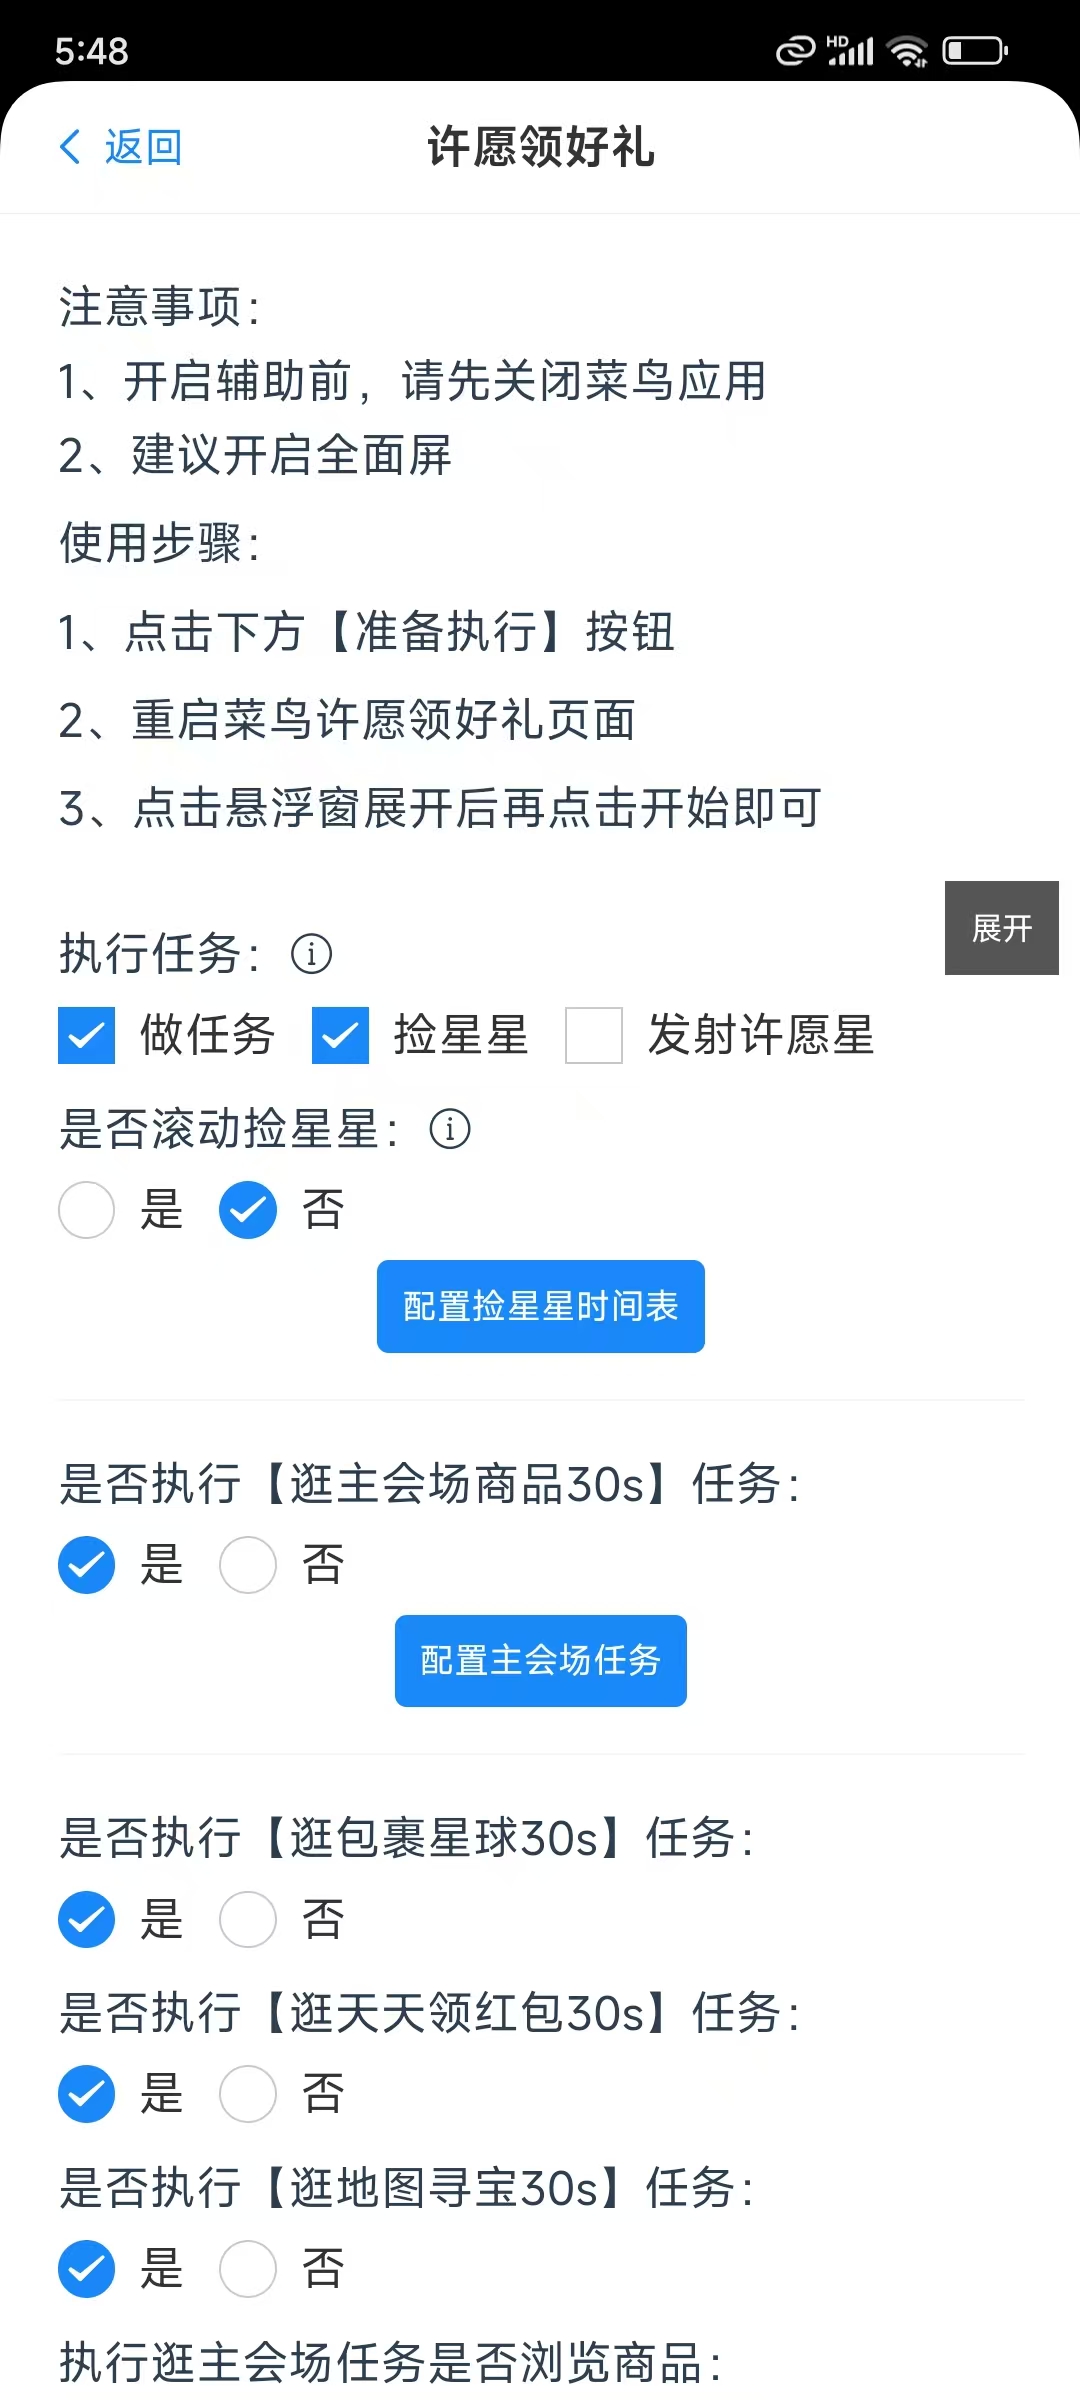 5:48
HD
返回
许愿领好礼
注意事项：
1、开启辅助前，请先关闭菜鸟应用
2、建议开启全面屏
使用步骤：
1、点击下方【准备执行】按钮
2、重启菜鸟许愿领好礼页面
3、点击悬浮窗展开后再点击开始即可
展开
执行任务：
做任务 捡星星 发射许愿星
是否滚动捡星星：
是 否
配置捡星星时间表
是否执行【逛主会场商品30s】任务：
是 否
配置主会场任务
是否执行【逛包裹星球30s】任务：
是 否
是否执行【逛天天领红包30s】任务：
是 否
是否执行【逛地图寻宝30s】任务：
是 否
执行逛主会场任务是否浏览商品：